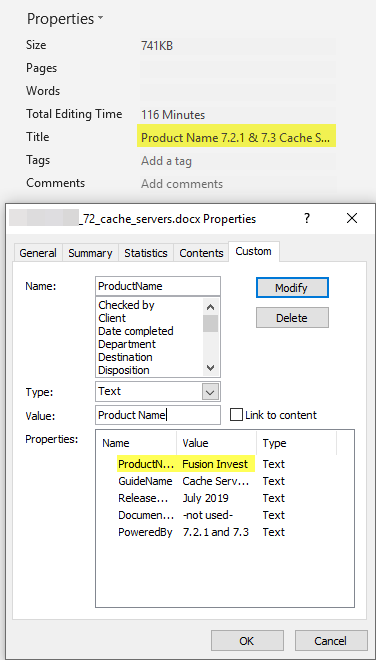 Properties
Size 741KB
Pages
Words
Total Editing Time 116 Minutes
Title Product Name 7.2.1 & 7.3 Cache S...
Tags Add a tag
Comments Add comments
_72_cache_servers.docx Properties ? ×
General Summary Statistics Contents Custom
Name: ProductName Modify
Checked by
Client
Date completed
Department
Destination
Disposition
Delete
Type: Text
Value: Product Name Link to content
Properties:
Name Value Type
ProductN... Fusion Invest Text
GuideName Cache Serv... Text
Release... July 2019 Text
Documen... -not used- Text
PoweredBy 7.2.1 and 7.3 Text
OK Cancel